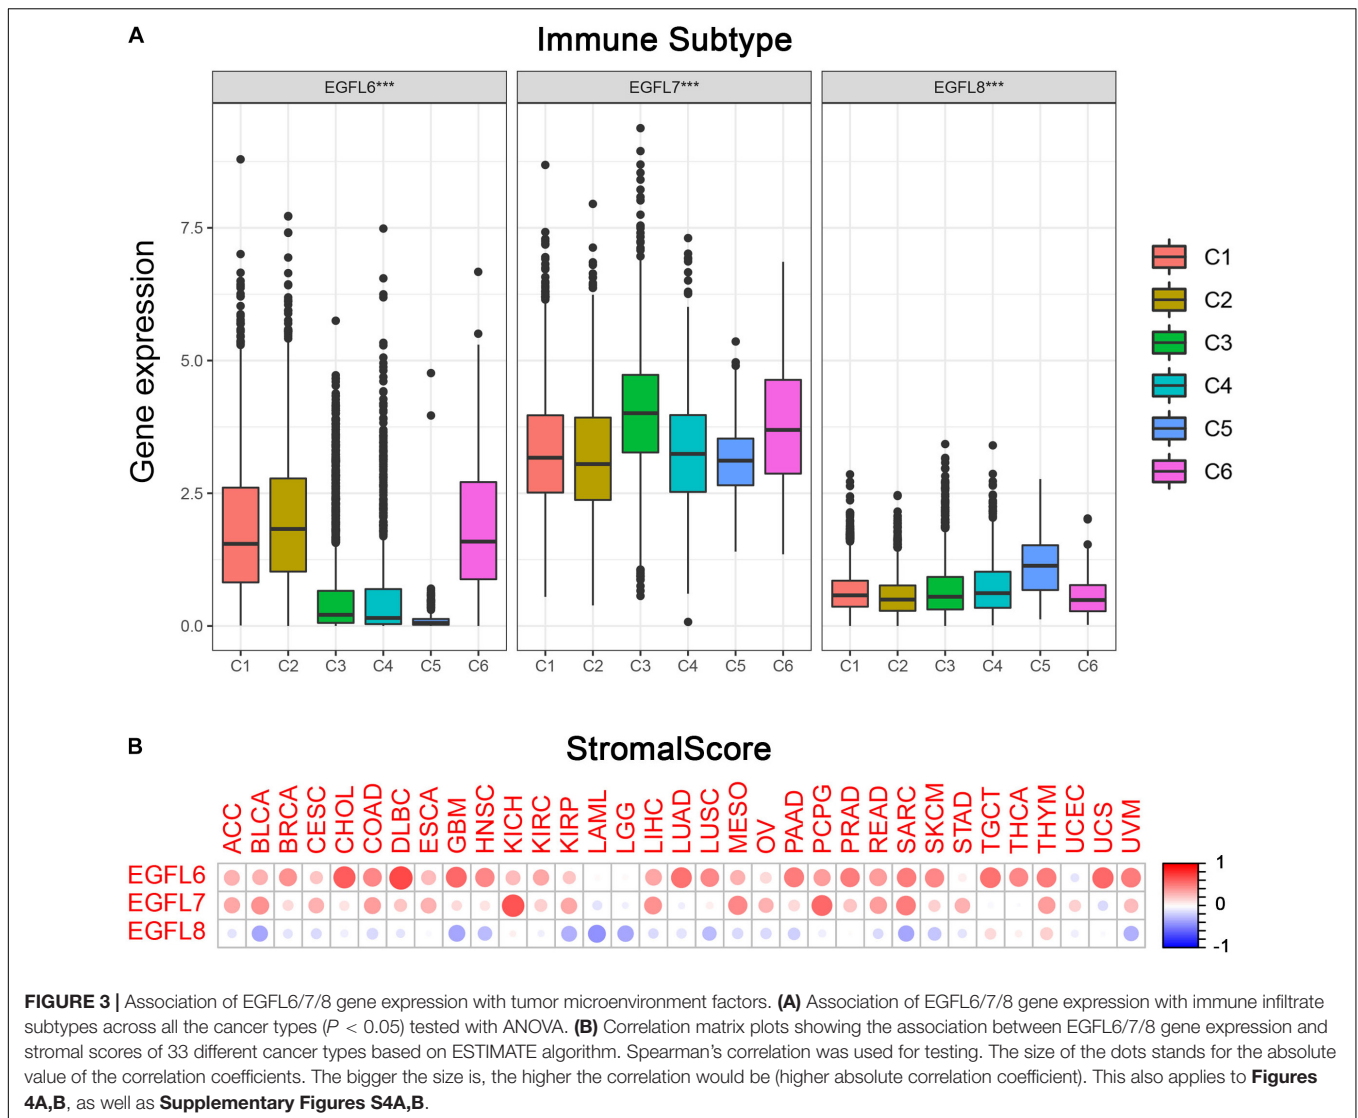 A
Immune Subtype
EGFL6*** EGFL7*** EGFL8***
Gene expression
7.5
5.0
2.5
0.0
C1 C2 C3 C4 C5 C6 C1 C2 C3 C4 C5 C6 C1 C2 C3 C4 C5 C6
C1
C2
C3
C4
C5
C6
B
StromalScore
ACC BLCA BRCA CESC CHOL COAD DLBC ESCA GBM HNSC KICH KIRC KIRP LAML LGG LIHC LUAD LUSC MESO OV PAAD PCPG PRAD READ SARC SKCM STAD TGCT THCA THYM UCEC UCS UVM
EGFL6
EGFL7
EGFL8
1
0
-1
FIGURE 3 | Association of EGFL6/7/8 gene expression with tumor microenvironment factors. (A) Association of EGFL6/7/8 gene expression with immune infiltrate
subtypes across all the cancer types (P < 0.05) tested with ANOVA. (B) Correlation matrix plots showing the association between EGFL6/7/8 gene expression and
stromal scores of 33 different cancer types based on ESTIMATE algorithm. Spearman's correlation was used for testing. The size of the dots stands for the absolute
value of the correlation coefficients. The bigger the size is, the higher the correlation would be (higher absolute correlation coefficient). This also applies to Figures
4A,B, as well as Supplementary Figures S4A,B.